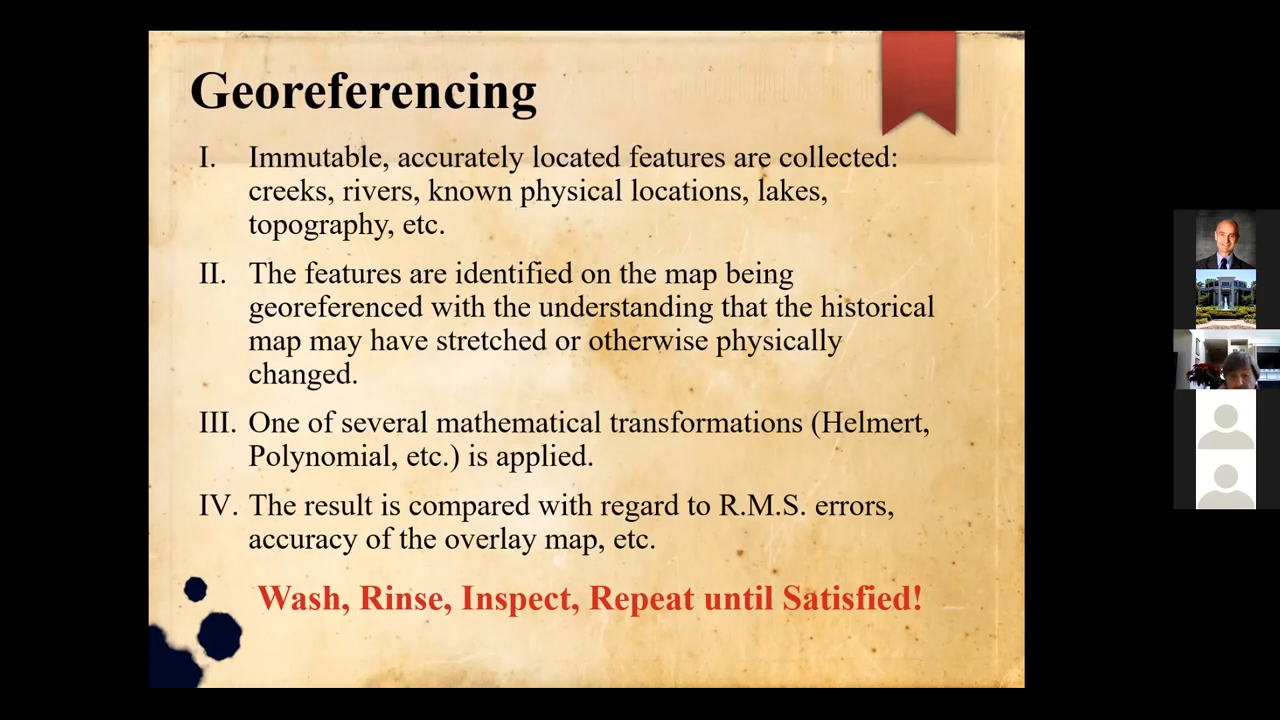 Georeferencing
I. Immutable, accurately located features are collected:
creeks, rivers, known physical locations, lakes,
topography, etc.
II. The features are identified on the map being
georeferenced with the understanding that the historical
map may have stretched or otherwise physically
changed.
III. One of several mathematical transformations (Helmert,
Polynomial, etc.) is applied.
IV. The result is compared with regard to R.M.S. errors,
accuracy of the overlay map, etc.
Wash, Rinse, Inspect, Repeat until Satisfied!